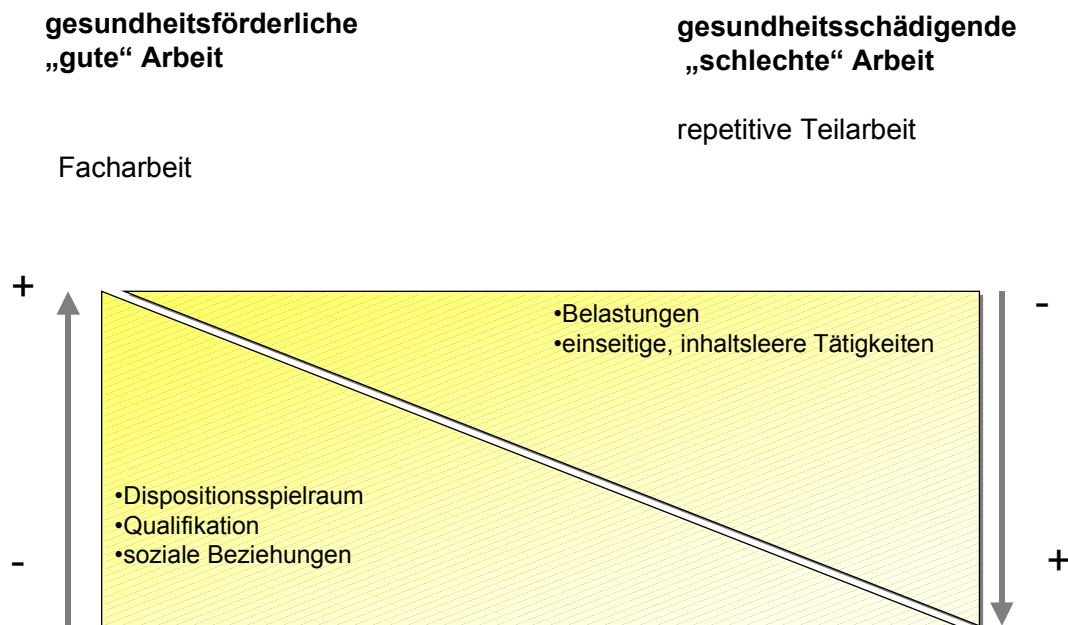 gesundheitsförderliche
„gute“ Arbeit
gesundheitsschädigende
„schlechte“ Arbeit
repetitive Teilarbeit
Facharbeit
+
-
•Belastungen
•einseitige, inhaltsleere Tätigkeiten
•Dispositionsspielraum
•Qualifikation
•soziale Beziehungen
-
+